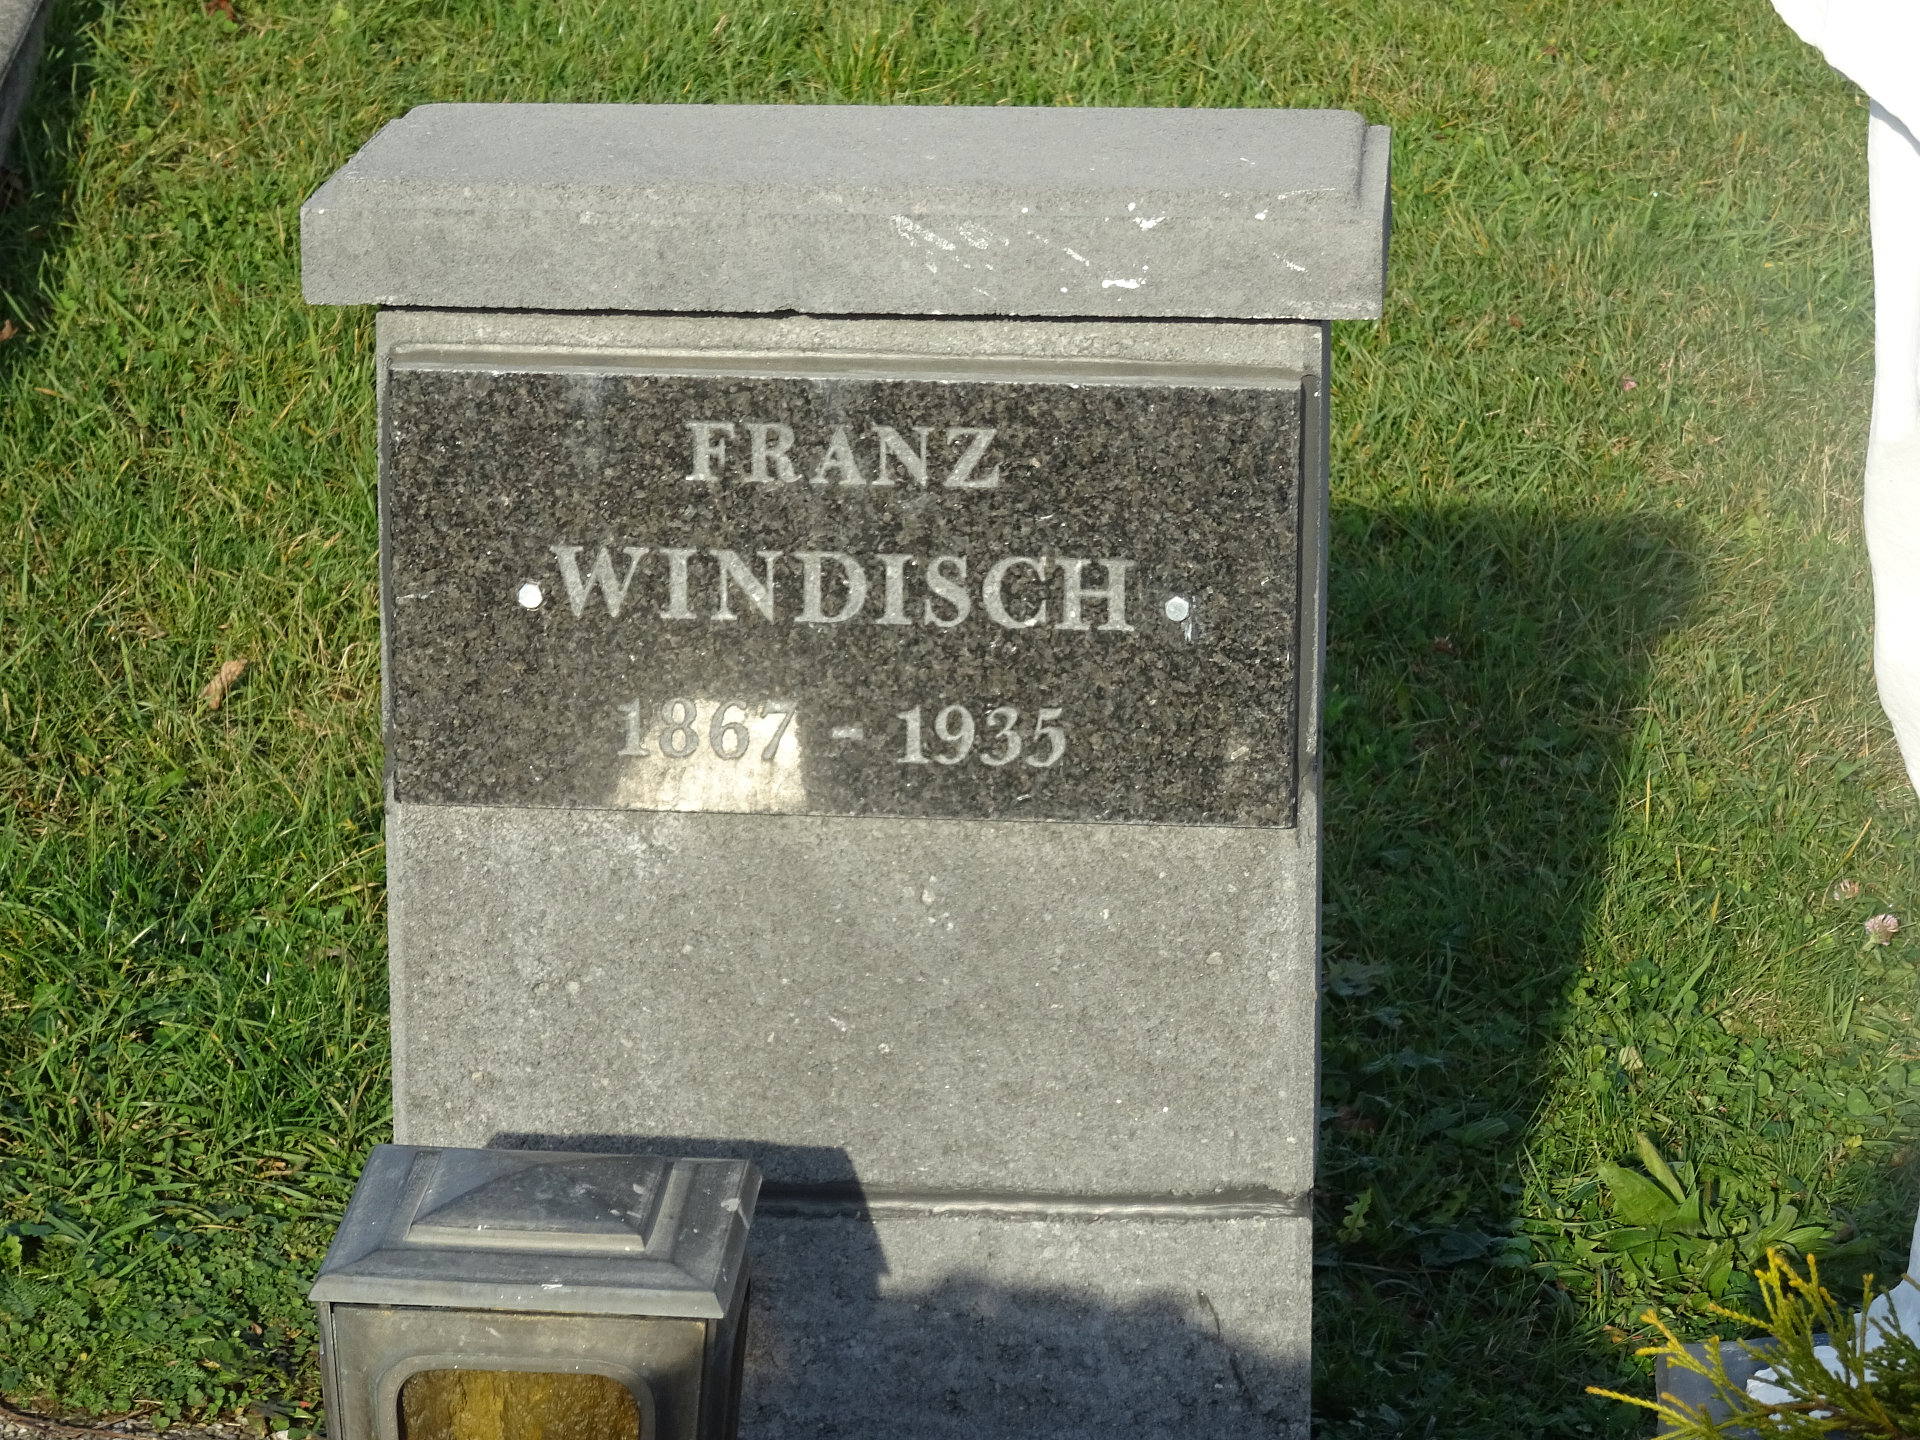 FRANZ
WINDISCH
1867 - 1935